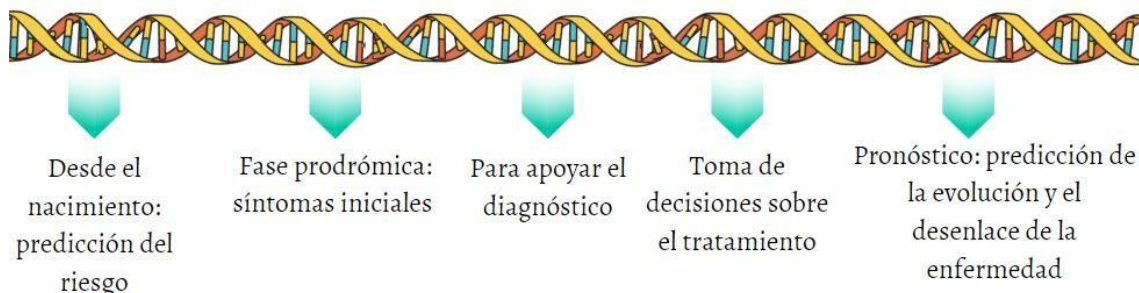 Desde el
nacimiento:
predicción del
riesgo
Fase prodrómica:
síntomas iniciales
Para apoyar el
diagnóstico
Toma de
decisiones sobre
el tratamiento
Pronóstico: predicción de
la evolución y el
desenlace de la
enfermedad